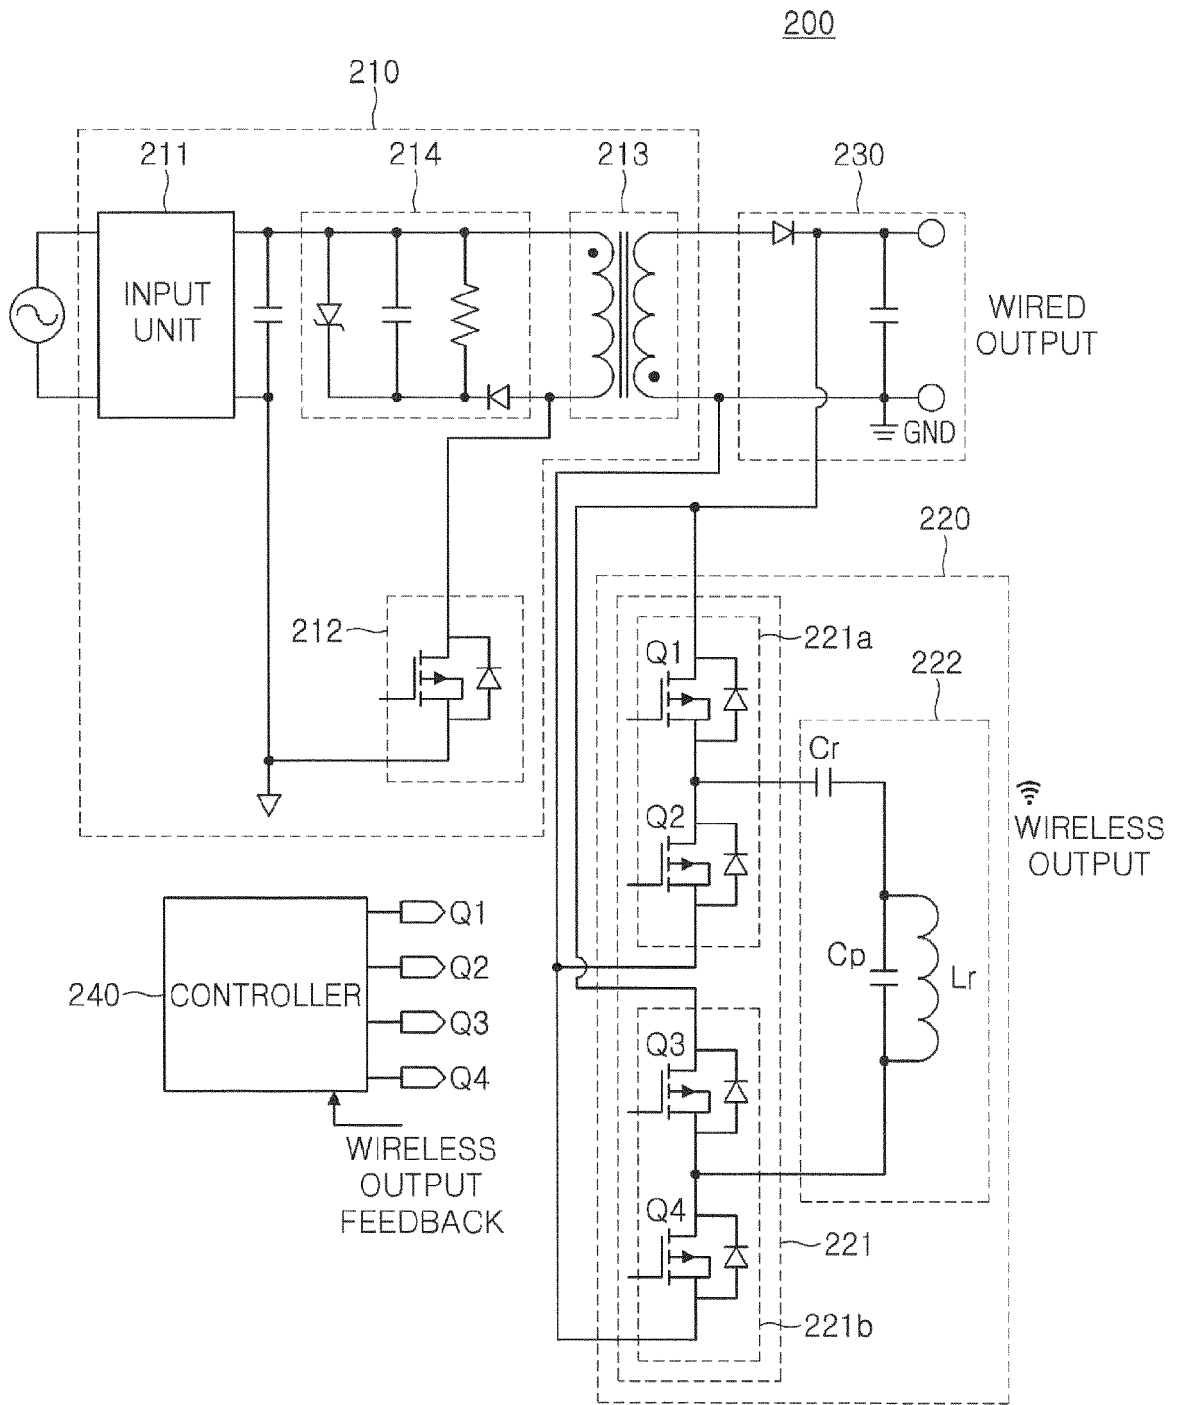 200
210
211
214
213
230
INPUT
UNIT
WIRED
OUTPUT
GND
220
212
Q1
221a
222
Cr
Q2
WIRELESS
OUTPUT
Q1
Q2
Cp
Lr
240
CONTROLLER
Q3
Q3
Q4
WIRELESS
OUTPUT
FEEDBACK
Q4
221
221b